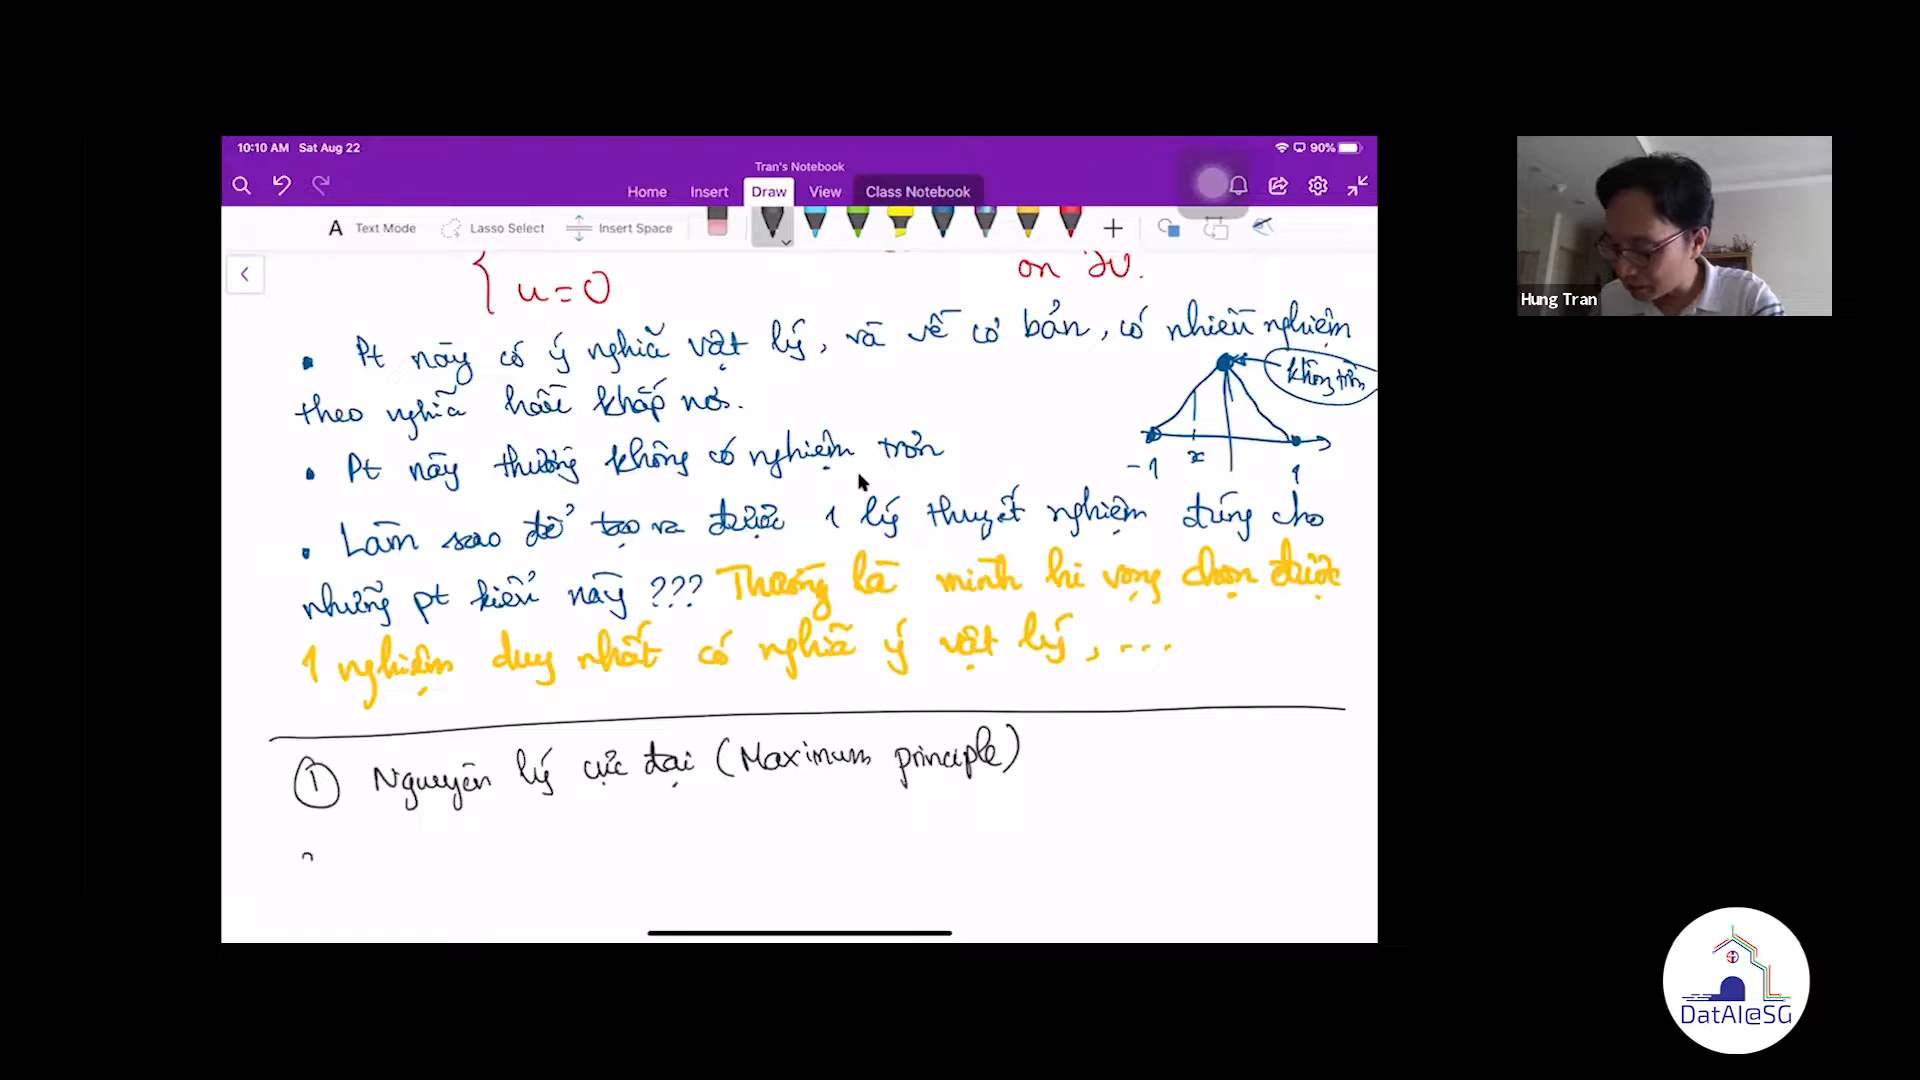 10:10 AM Sat Aug 22
90%
Tran's Notebook
Home Insert Draw View Class Notebook
A Text Mode Lasso Select Insert Space
u=0
on ∂U.
• Pt này có ý nghĩa vật lý, và về cơ bản, có nhiều nghiệm
theo nghĩa hầu khắp nơi.
không trơn
• Pt này thường không có nghiệm trơn
-1 x 1
• Làm sao để tạo ra được 1 lý thuyết nghiệm đúng cho
những pt kiểu này ??? Thường là mình hi vọng chọn được
1 nghiệm duy nhất có nghĩa ý vật lý, ...
① Nguyên lý cực đại (Maximum principle)
Hung Tran
DatAI@SG